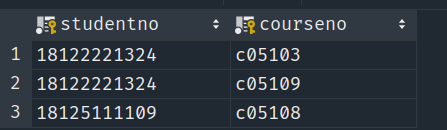 studentno courseno
1 18122221324 c05103
2 18122221324 c05109
3 18125111109 c05108